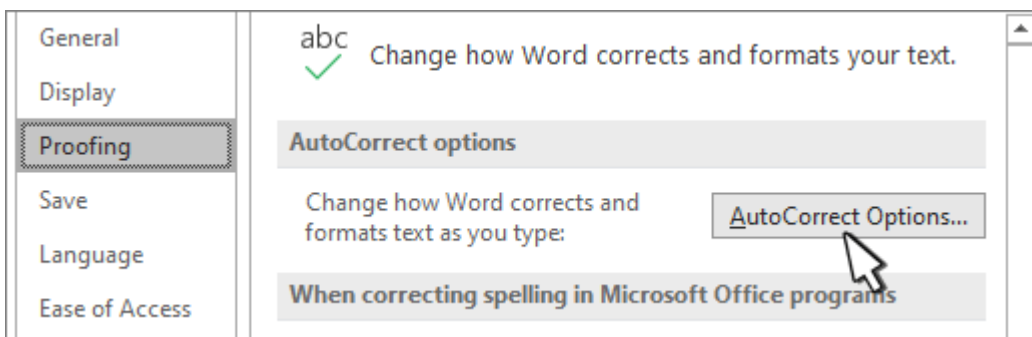 General
Display
Proofing
Save
Language
Ease of Access
abc
Change how Word corrects and formats your text.
AutoCorrect options
Change how Word corrects and
formats text as you type:
AutoCorrect Options...
When correcting spelling in Microsoft Office programs